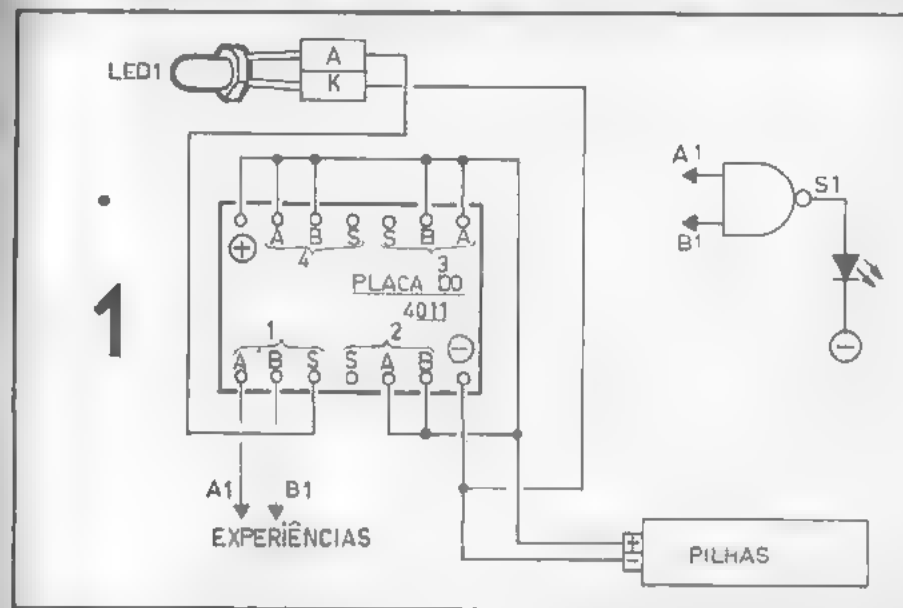 LED1
A
K
A1
B1
S1
−
+
A B S S B A
4 3
PLACA DO
4011
1 2
1
A B S S A B −
A1 B1
EXPERIÊNCIAS
+
−
PILHAS